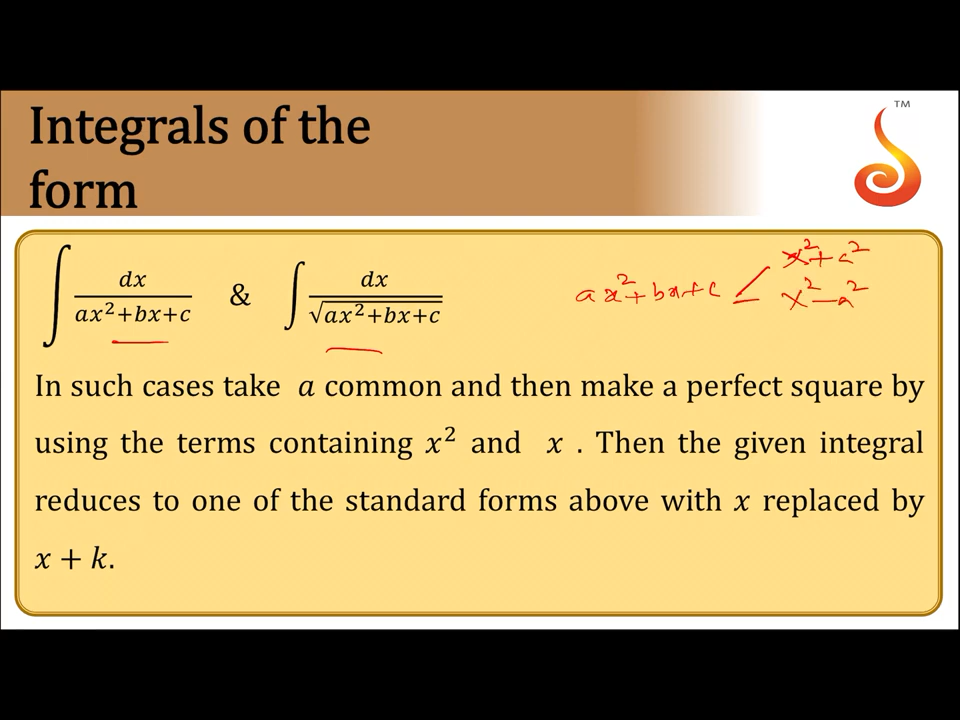 Integrals of the
form
TM
∫ dx/(ax²+bx+c) & ∫ dx/√(ax²+bx+c)
ax²+bx+c
x²+a²
x²−a²
In such cases take a common and then make a perfect square by
using the terms containing x² and x . Then the given integral
reduces to one of the standard forms above with x replaced by
x + k.